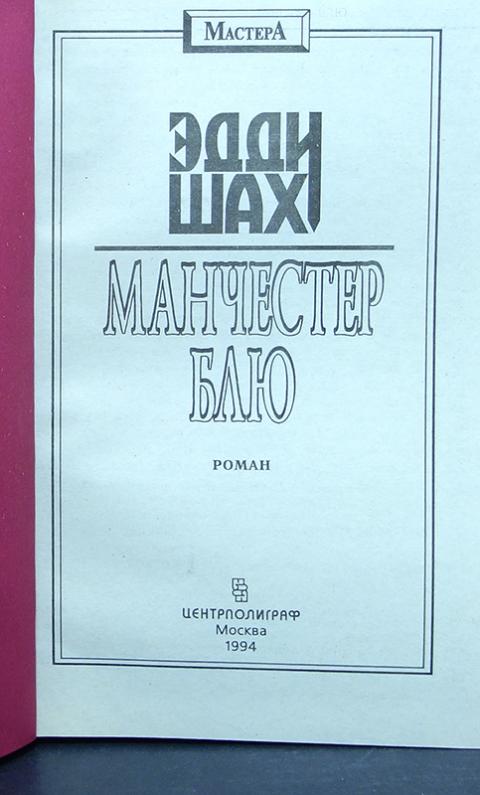 МАСТЕРА
ЭДДИ
ШАХ
МАНЧЕСТЕР
БЛЮ
РОМАН
ЦЕНТРПОЛИГРАФ
Москва
1994